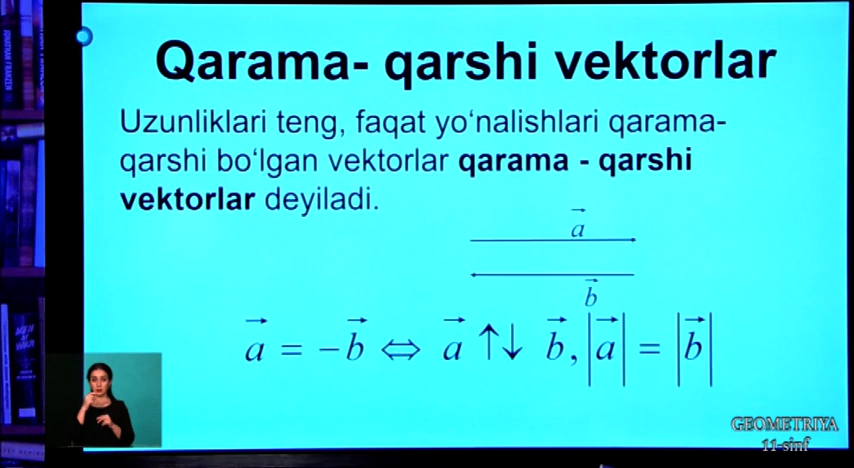 Qarama- qarshi vektorlar
Uzunliklari teng, faqat yo‘nalishlari qarama-
qarshi bo‘lgan vektorlar qarama - qarshi
vektorlar deyiladi.
a⃗
b⃗
a⃗ = −b⃗ ⇔ a⃗ ↑↓ b⃗, |a⃗| = |b⃗|
GEOMETRIYA
11-sinf